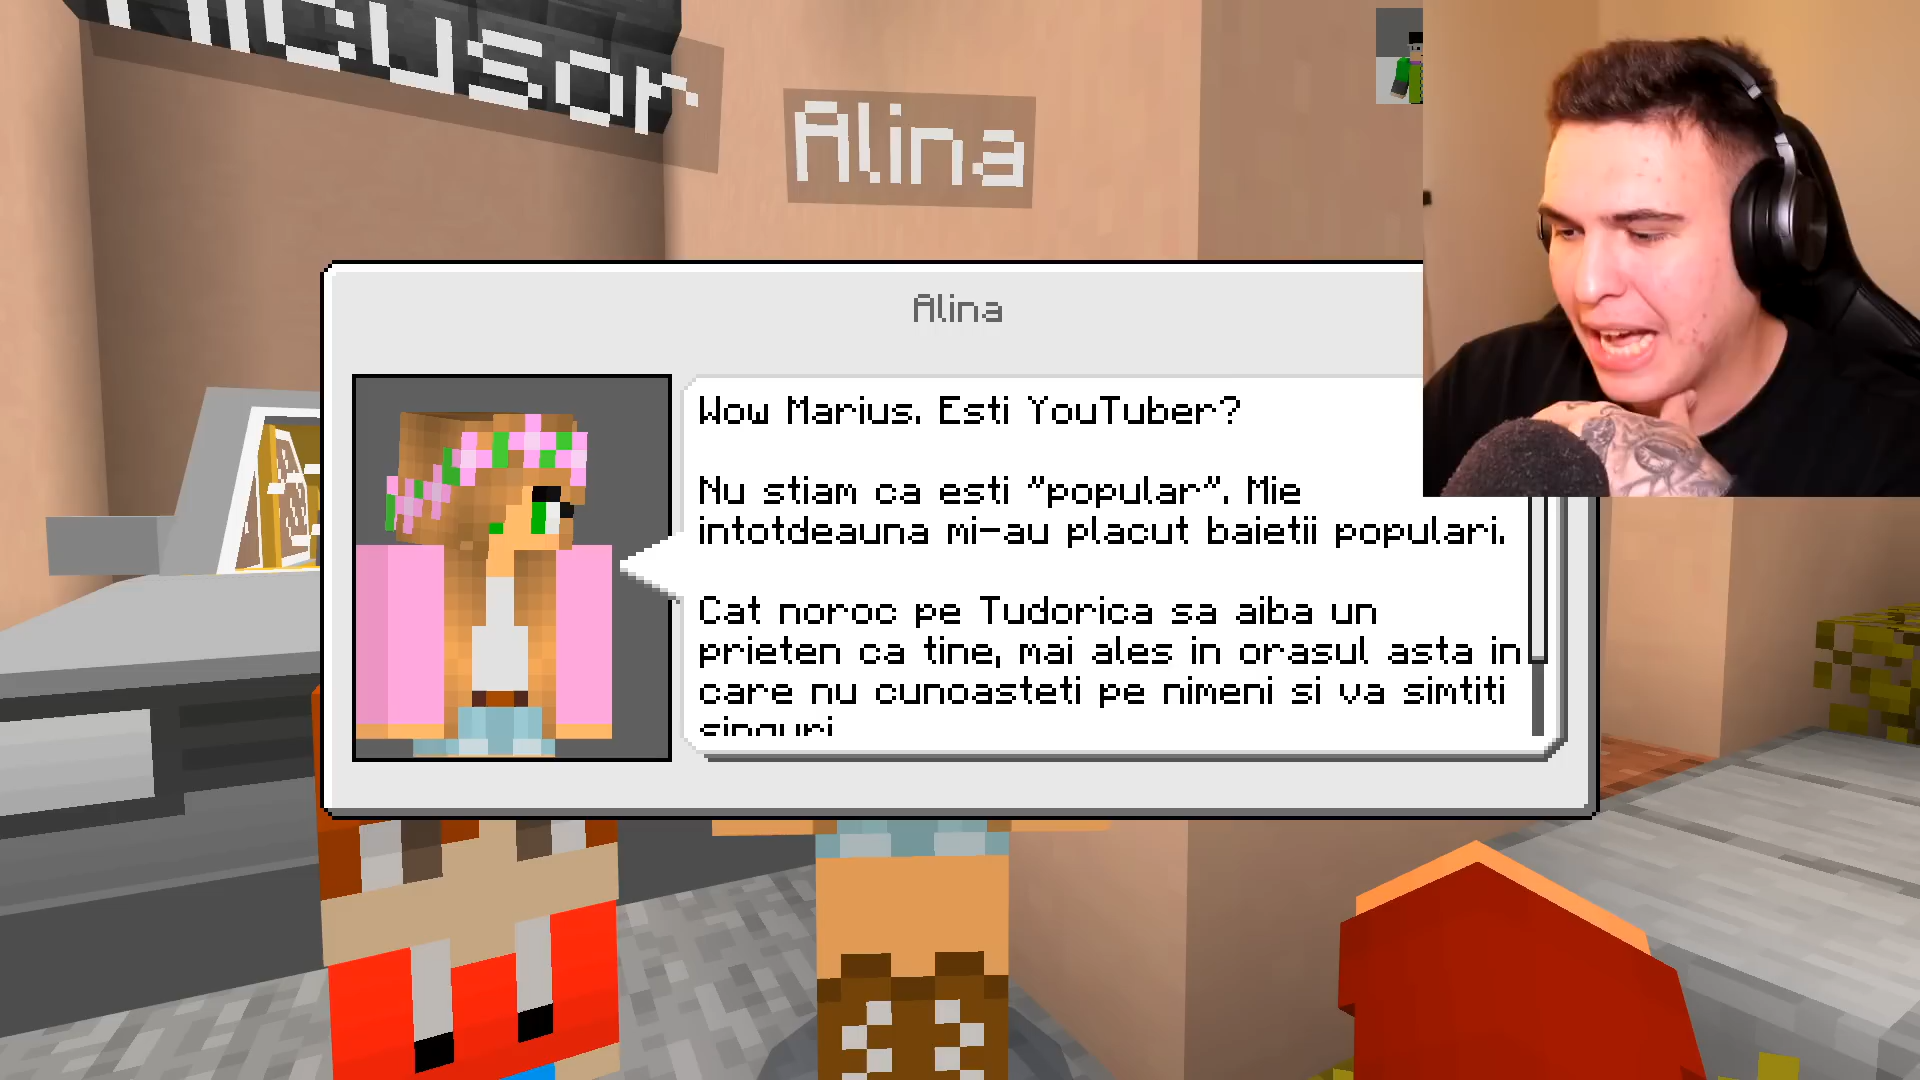 Nicusor
Alina
Alina
Wow Marius. Esti YouTuber?
Nu stiam ca esti "popular". Mie
intotdeauna mi-au placut baietii populari.
Cat noroc pe Tudorica sa aiba un
prieten ca tine, mai ales in orasul asta in
care nu cunoasteti pe nimeni si va simtiti
singuri